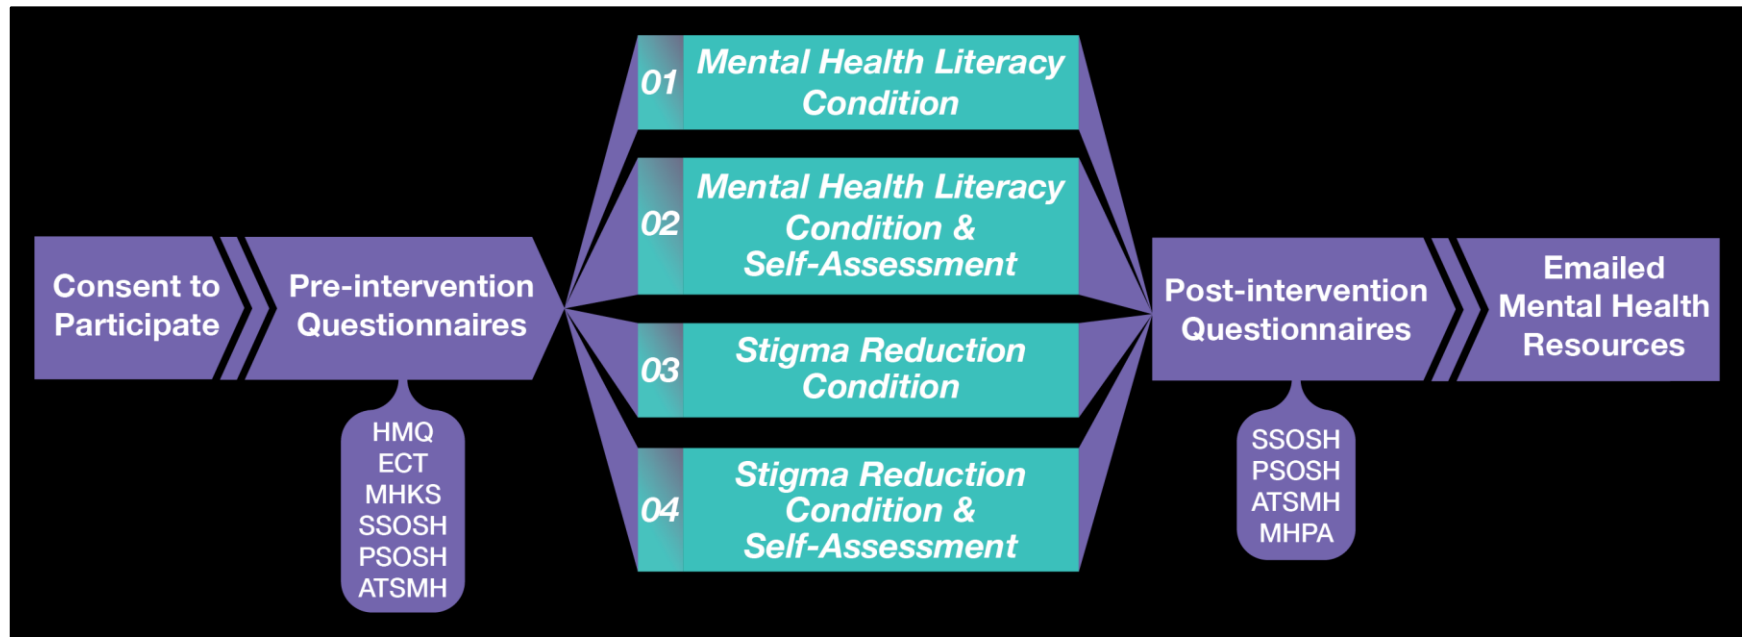 Consent to
Participate
Pre-intervention
Questionnaires
HMQ
ECT
MHKS
SSOSH
PSOSH
ATSMH
01
Mental Health Literacy
Condition
02
Mental Health Literacy
Condition &
Self-Assessment
03
Stigma Reduction
Condition
04
Stigma Reduction
Condition &
Self-Assessment
Post-intervention
Questionnaires
SSOSH
PSOSH
ATSMH
MHPA
Emailed
Mental Health
Resources